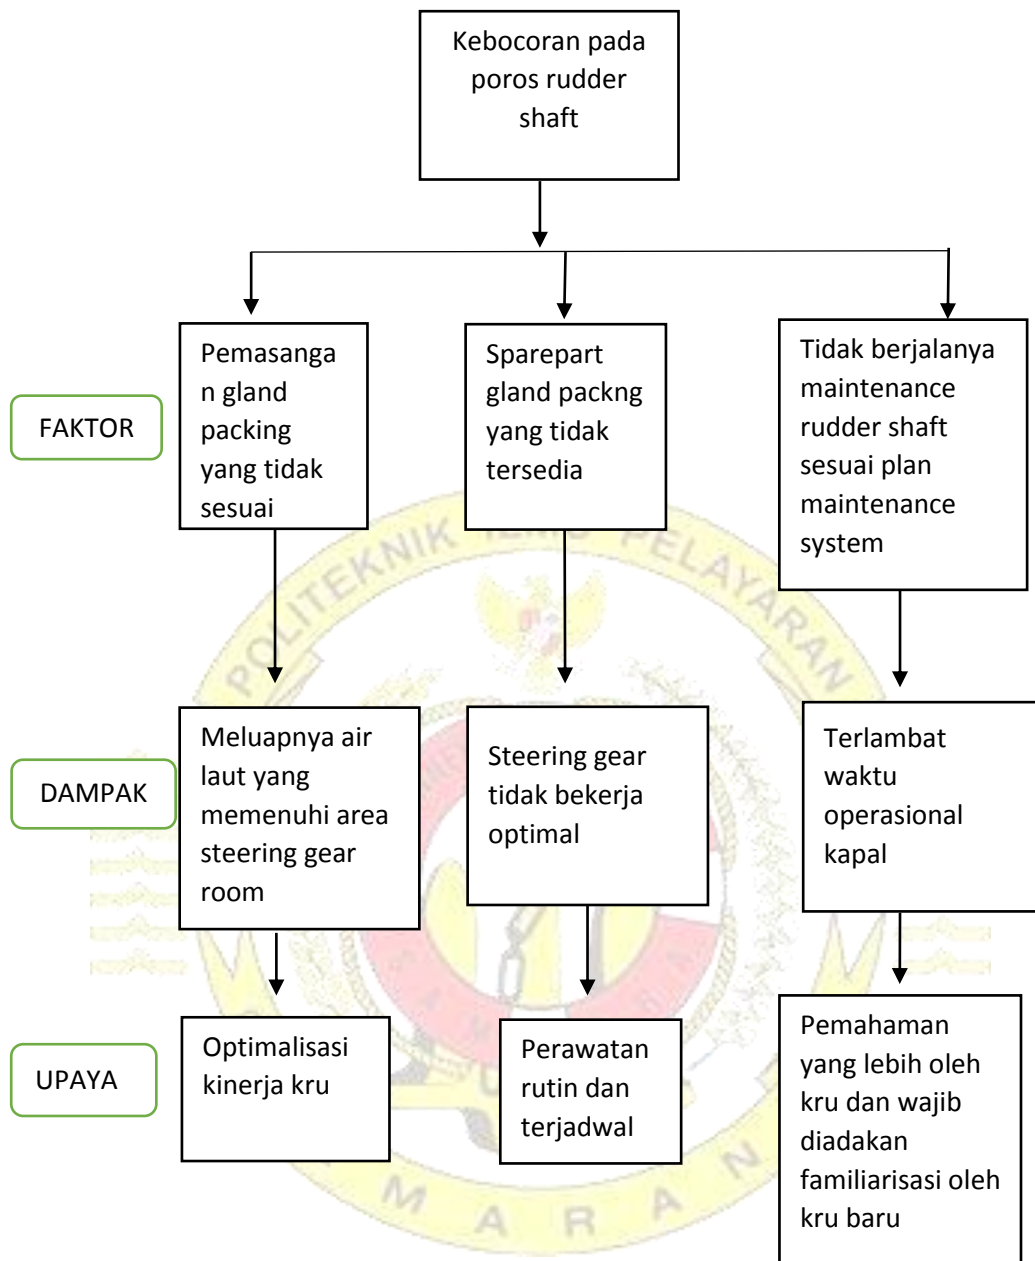 Kebocoran pada
poros rudder
shaft
FAKTOR
Pemasanga
n gland
packing
yang tidak
sesuai
Sparepart
gland packng
yang tidak
tersedia
Tidak berjalanya
maintenance
rudder shaft
sesuai plan
maintenance
system
POLITEKNIK ILMU PELAYARAN
DAMPAK
Meluapnya air
laut yang
memenuhi area
steering gear
room
Steering gear
tidak bekerja
optimal
Terlambat
waktu
operasional
kapal
UPAYA
Optimalisasi
kinerja kru
Perawatan
rutin dan
terjadwal
Pemahaman
yang lebih oleh
kru dan wajib
diadakan
familiarisasi oleh
kru baru